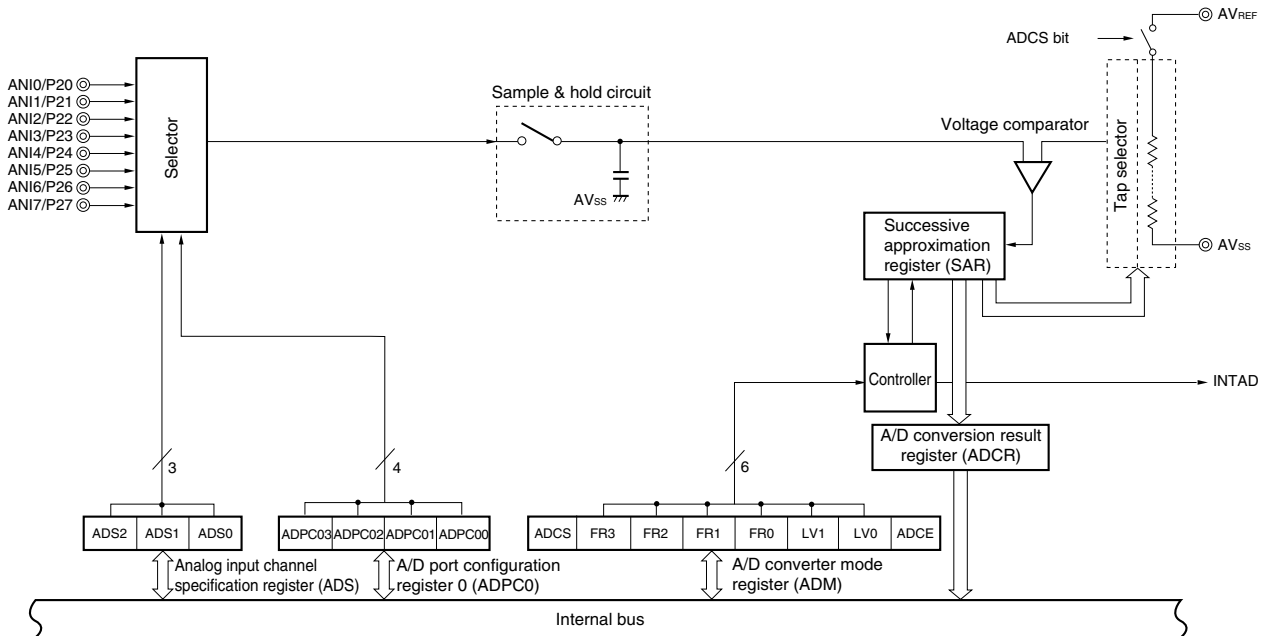 AVREF
ADCS bit
ANI0/P20
ANI1/P21
ANI2/P22
ANI3/P23
ANI4/P24
ANI5/P25
ANI6/P26
ANI7/P27
Selector
Sample & hold circuit
AVSS
Voltage comparator
Tap selector
AVSS
Successive
approximation
register (SAR)
Controller
INTAD
A/D conversion result
register (ADCR)
3
4
6
ADS2 ADS1 ADS0
ADPC03 ADPC02 ADPC01 ADPC00
ADCS FR3 FR2 FR1 FR0 LV1 LV0 ADCE
Analog input channel
specification register (ADS)
A/D port configuration
register 0 (ADPC0)
A/D converter mode
register (ADM)
Internal bus